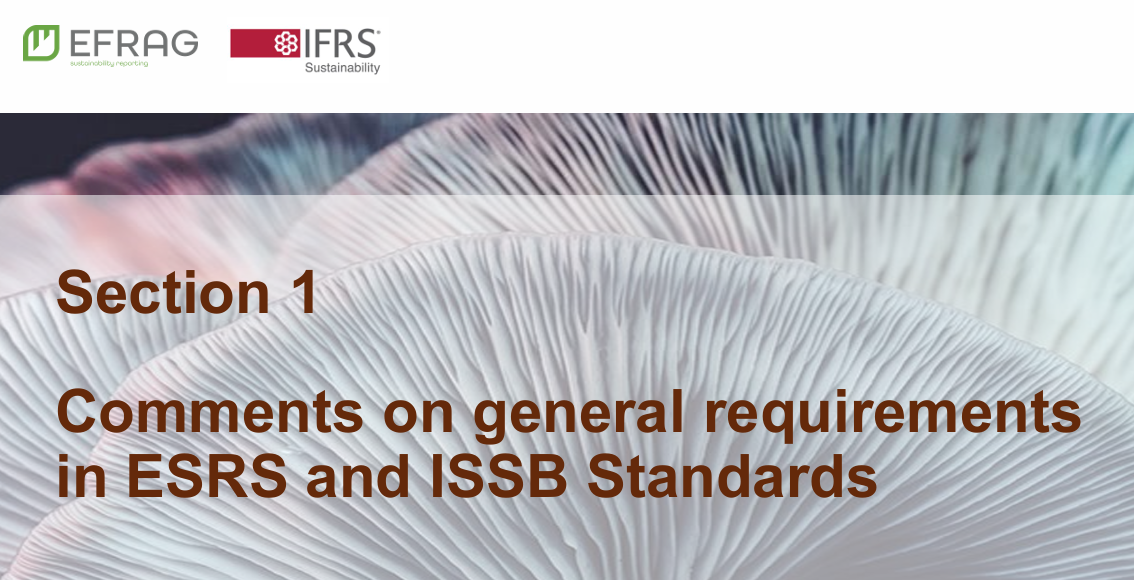 EFRAG
sustainability reporting
IFRS®
Sustainability
Section 1
Comments on general requirements
in ESRS and ISSB Standards